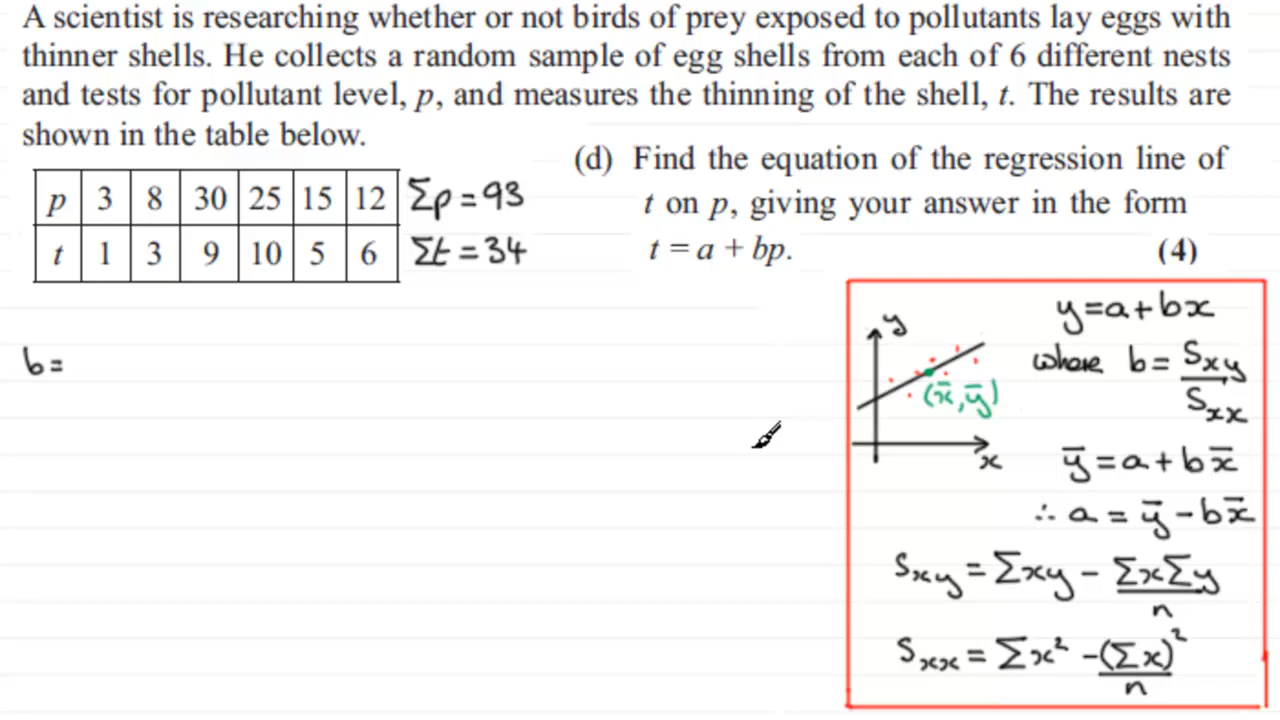 A scientist is researching whether or not birds of prey exposed to pollutants lay eggs with
thinner shells. He collects a random sample of egg shells from each of 6 different nests
and tests for pollutant level, p, and measures the thinning of the shell, t. The results are
shown in the table below.
p 3 8 30 25 15 12 Σp = 93
t 1 3 9 10 5 6 Σt = 34
(d) Find the equation of the regression line of
t on p, giving your answer in the form
t = a + bp. (4)
b =
y
(x̄, ȳ)
x
y = a + bx
where b = Sxy / Sxx
ȳ = a + bx̄
∴ a = ȳ - bx̄
Sxy = Σxy - ΣxΣy / n
Sxx = Σx² - (Σx)² / n